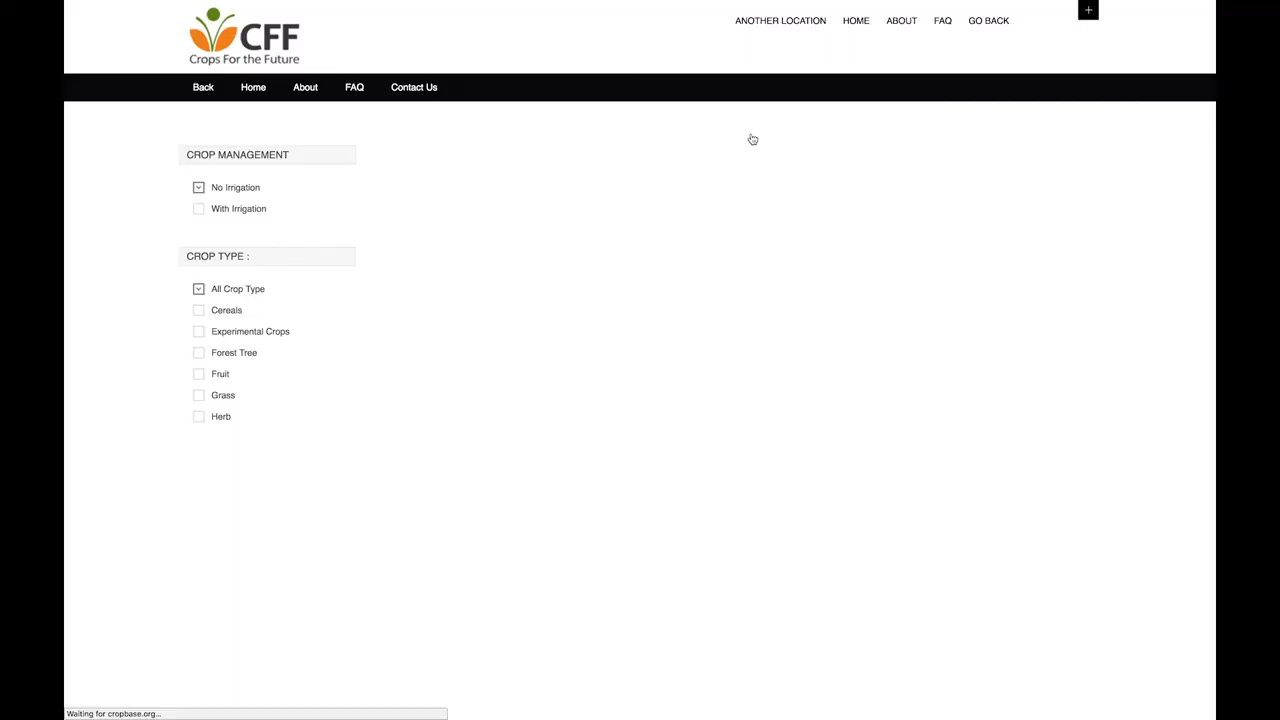 CFF
Crops For the Future
ANOTHER LOCATION HOME ABOUT FAQ GO BACK
+
Back Home About FAQ Contact Us
CROP MANAGEMENT
No Irrigation
With Irrigation
CROP TYPE :
All Crop Type
Cereals
Experimental Crops
Forest Tree
Fruit
Grass
Herb
Waiting for cropbase.org...